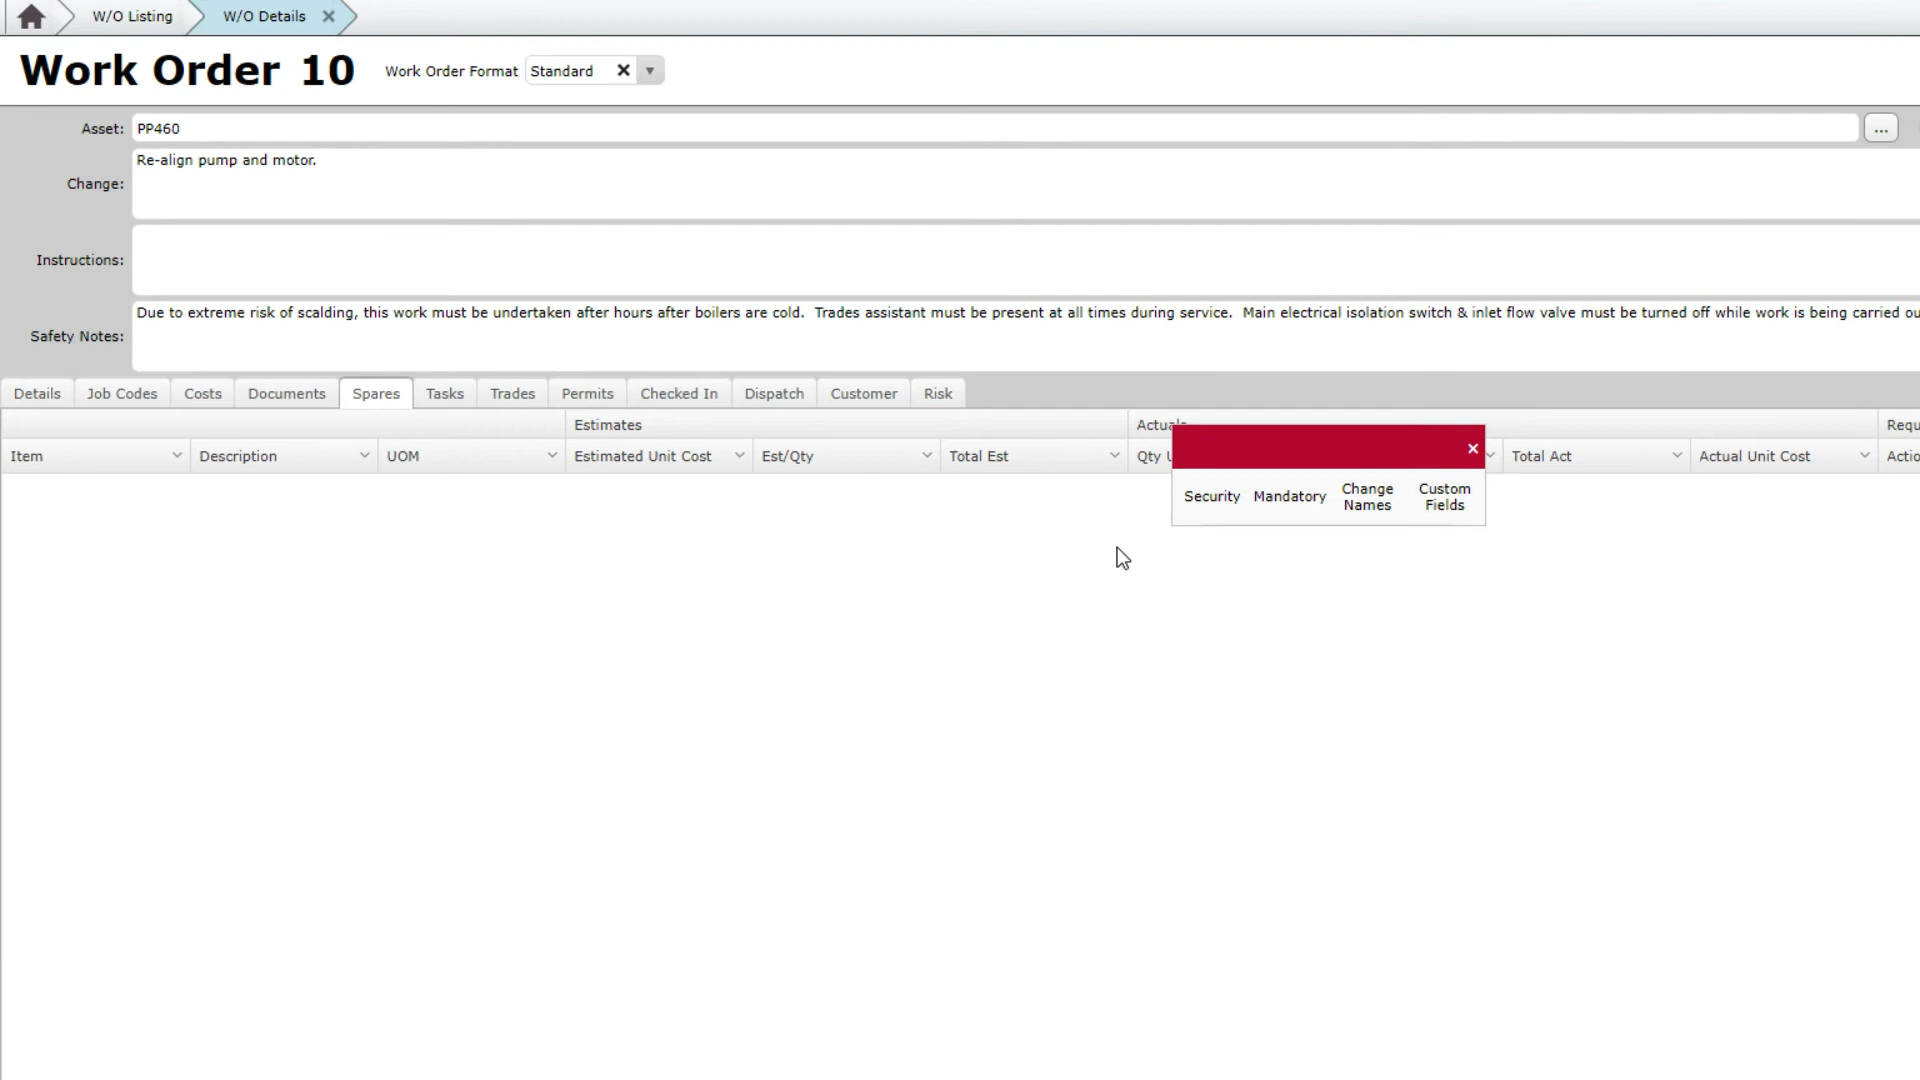 W/O Listing
W/O Details
Work Order 10
Work Order Format Standard
Asset: PP460 ...
Change: Re-align pump and motor.
Instructions:
Safety Notes: Due to extreme risk of scalding, this work must be undertaken after hours after boilers are cold.  Trades assistant must be present at all times during service.  Main electrical isolation switch & inlet flow valve must be turned off while work is being carried
Details Job Codes Costs Documents Spares Tasks Trades Permits Checked In Dispatch Customer Risk
Estimates
Item Description UOM Estimated Unit Cost Est/Qty Total Est Qty Total Act Actual Unit Cost
Security Mandatory Change Names Custom Fields